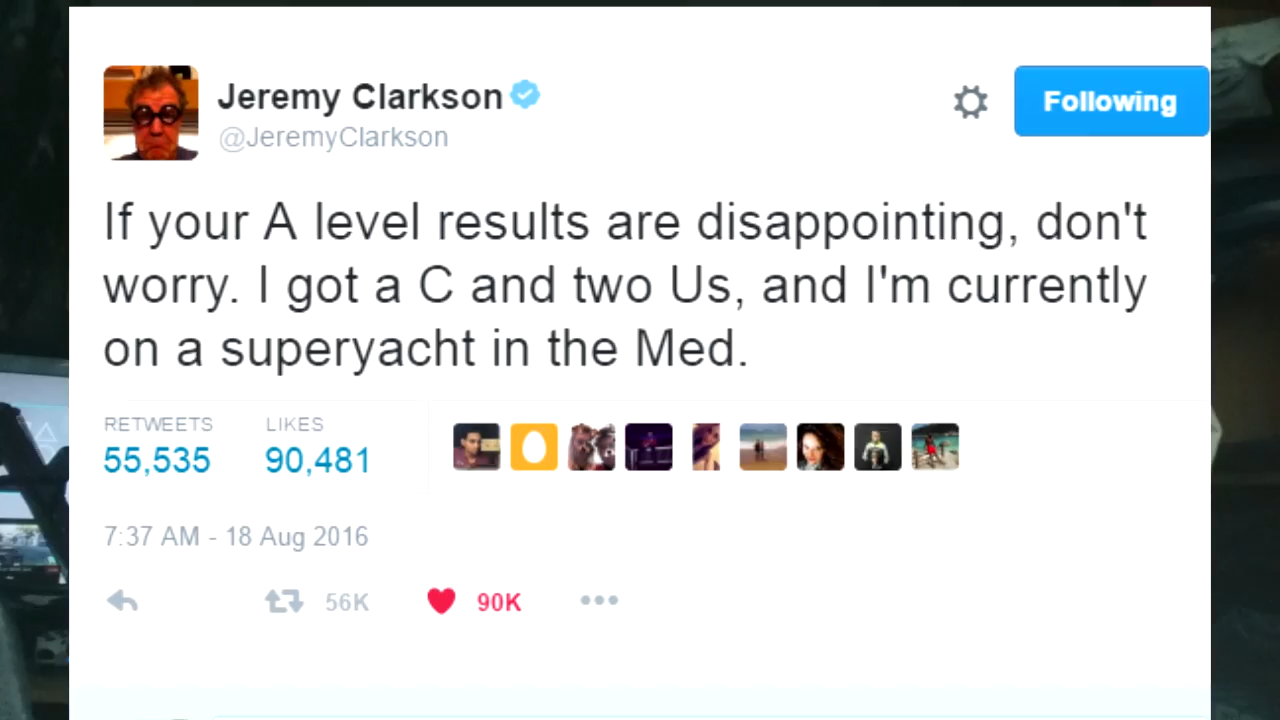 Jeremy Clarkson
@JeremyClarkson
Following
If your A level results are disappointing, don't
worry. I got a C and two Us, and I'm currently
on a superyacht in the Med.
RETWEETS LIKES
55,535 90,481
7:37 AM - 18 Aug 2016
56K 90K